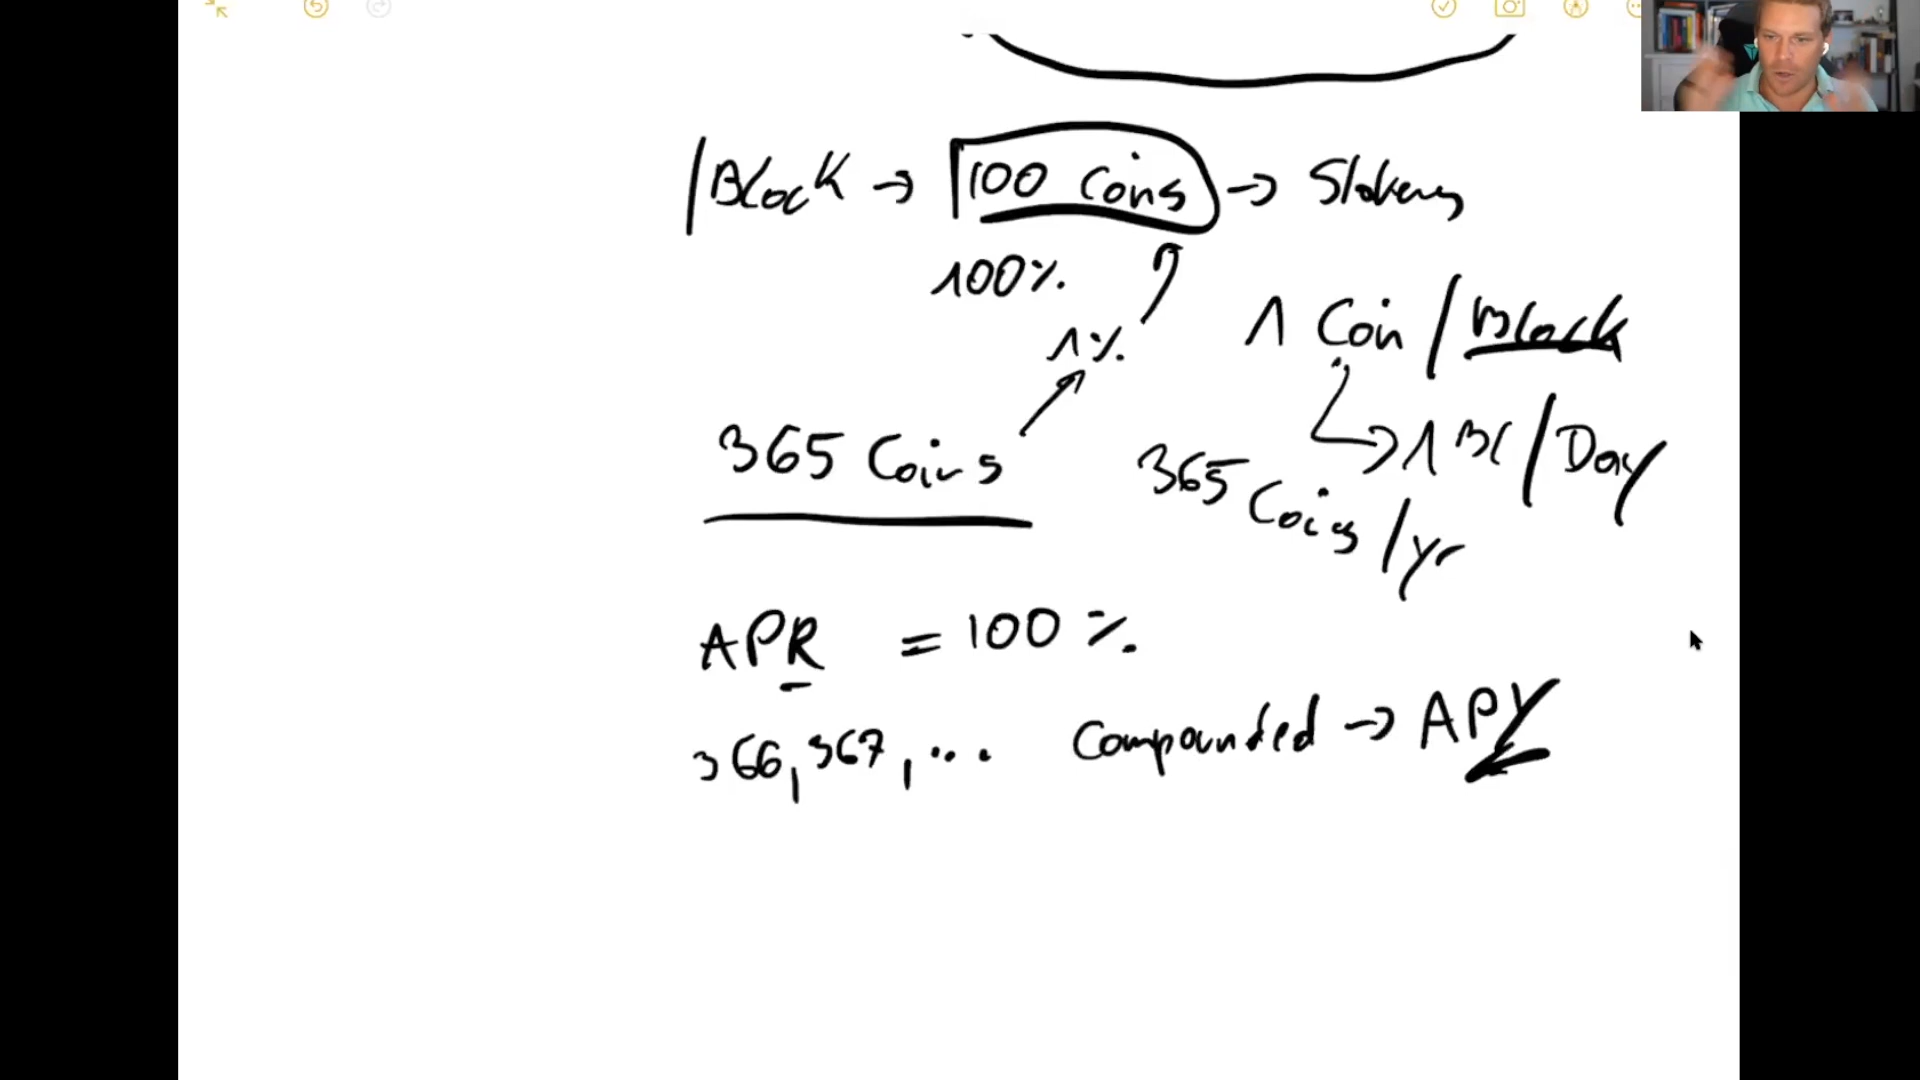 /Block → 100 Coins → Stakers
100%
1%
1 Coin / Block
365 Coins
→ 1 BC / Day
365 Coins / yr
APR = 100 %
366, 367, ... Compounded → APY